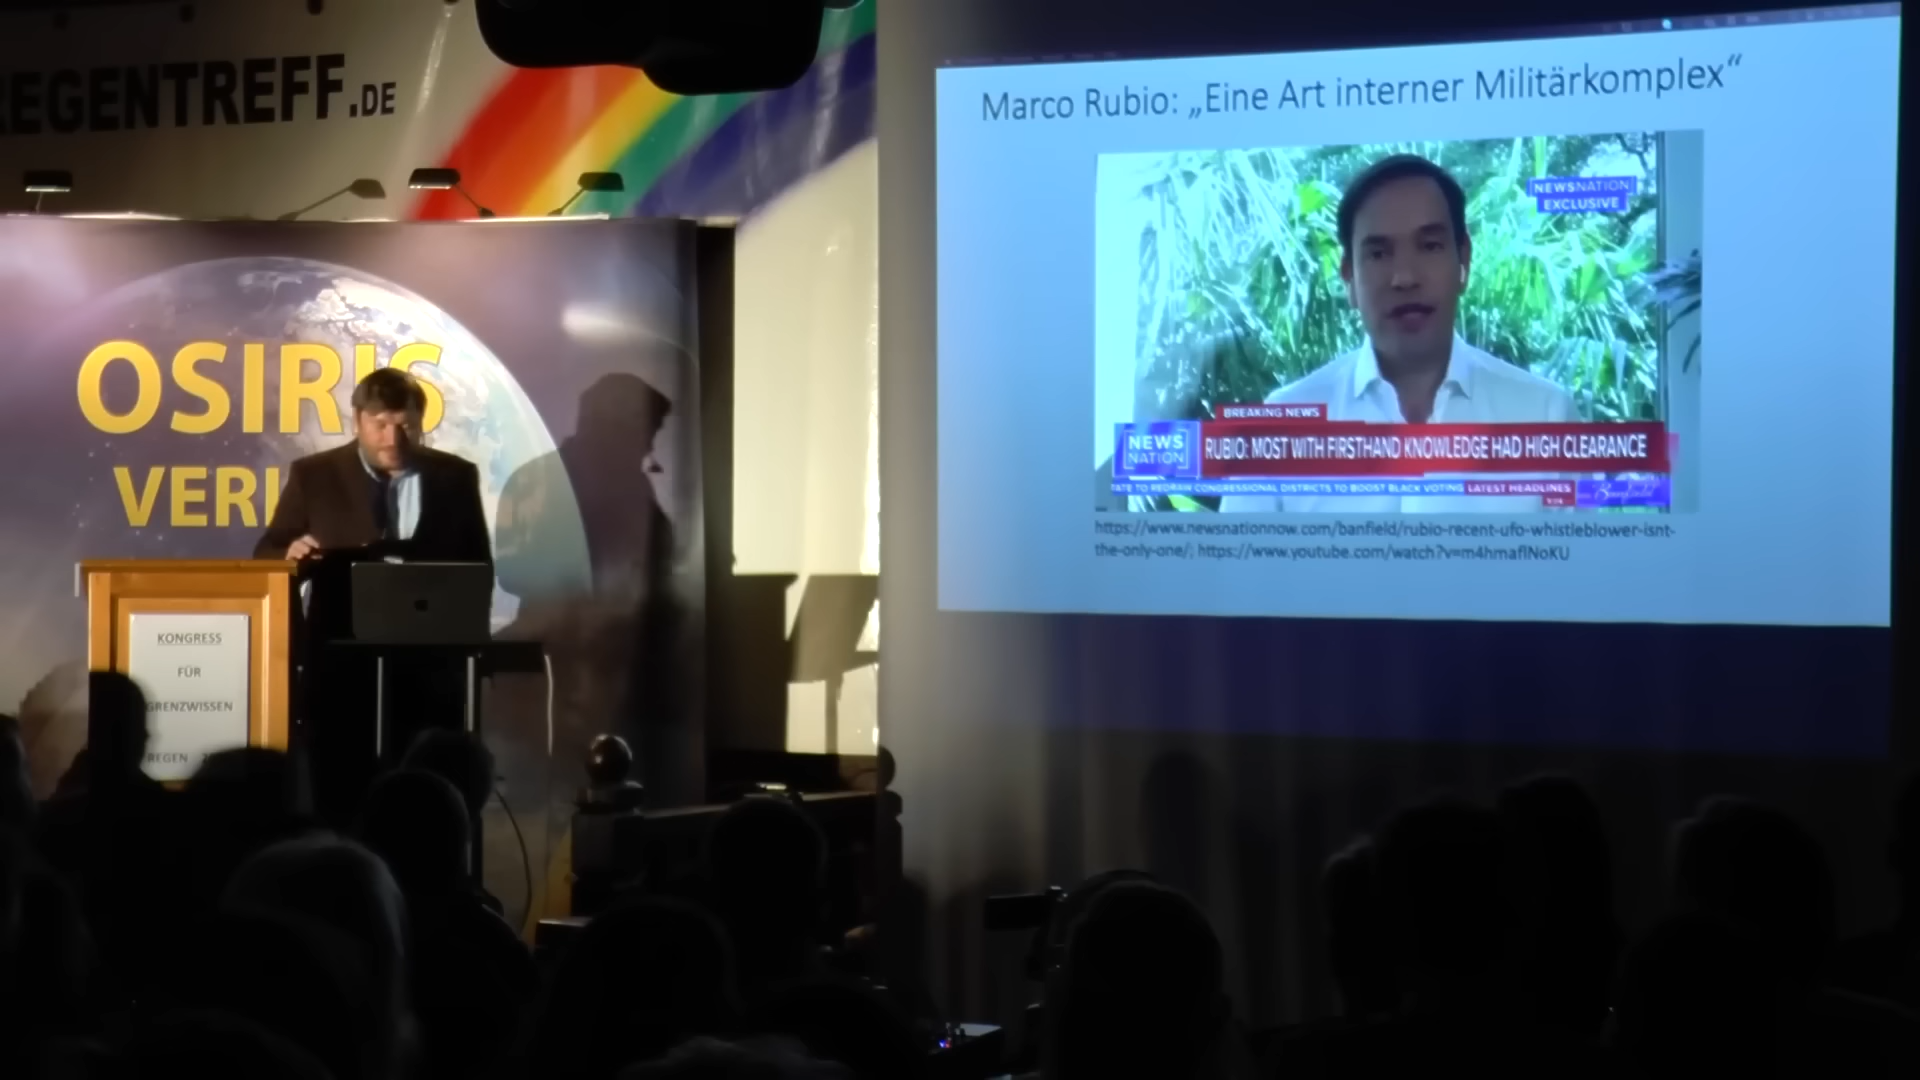 REGENTREFF.DE
OSIRIS
VERL
KONGRESS
FÜR
GRENZWISSEN
REGEN
Marco Rubio: „Eine Art interner Militärkomplex“
NEWSNATION
EXCLUSIVE
BREAKING NEWS
NEWS
NATION
RUBIO: MOST WITH FIRSTHAND KNOWLEDGE HAD HIGH CLEARANCE
TATE TO REDRAW CONGRESSIONAL DISTRICTS TO BOOST BLACK VOTING LATEST HEADLINES
Banfield
https://www.newsnationnow.com/banfield/rubio-recent-ufo-whistleblower-isnt-
the-only-one/; https://www.youtube.com/watch?v=m4hmaflNoKU